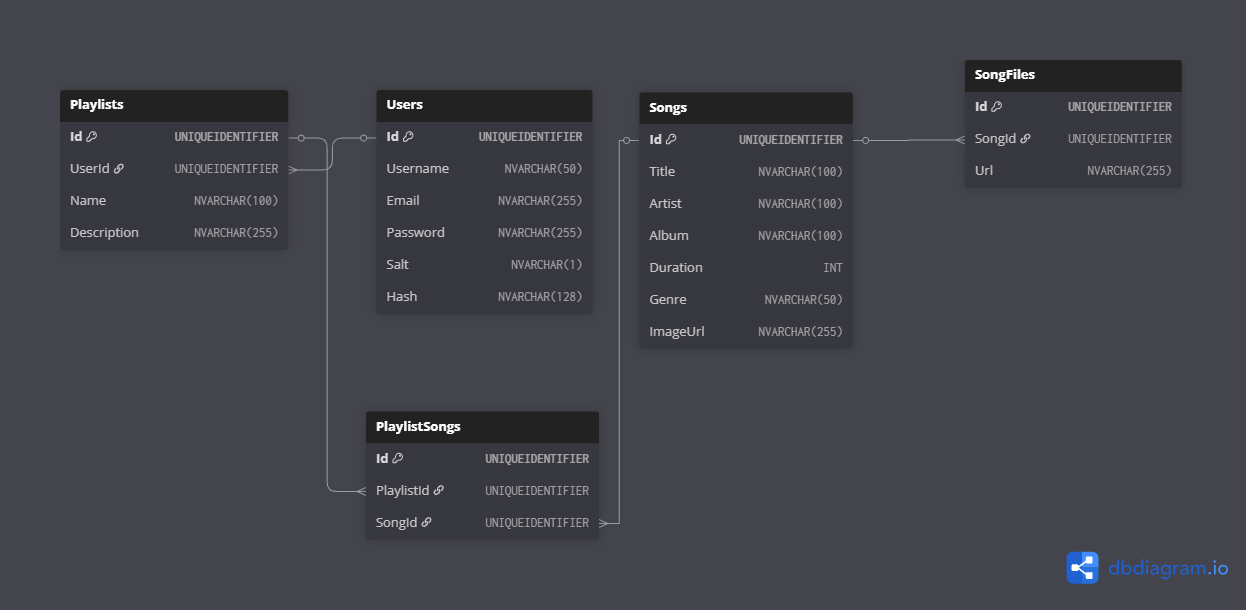 Playlists
Id UNIQUEIDENTIFIER
UserId UNIQUEIDENTIFIER
Name NVARCHAR(100)
Description NVARCHAR(255)
Users
Id UNIQUEIDENTIFIER
Username NVARCHAR(50)
Email NVARCHAR(255)
Password NVARCHAR(255)
Salt NVARCHAR(1)
Hash NVARCHAR(128)
Songs
Id UNIQUEIDENTIFIER
Title NVARCHAR(100)
Artist NVARCHAR(100)
Album NVARCHAR(100)
Duration INT
Genre NVARCHAR(50)
ImageUrl NVARCHAR(255)
SongFiles
Id UNIQUEIDENTIFIER
SongId UNIQUEIDENTIFIER
Url NVARCHAR(255)
PlaylistSongs
Id UNIQUEIDENTIFIER
PlaylistId UNIQUEIDENTIFIER
SongId UNIQUEIDENTIFIER
dbdiagram.io